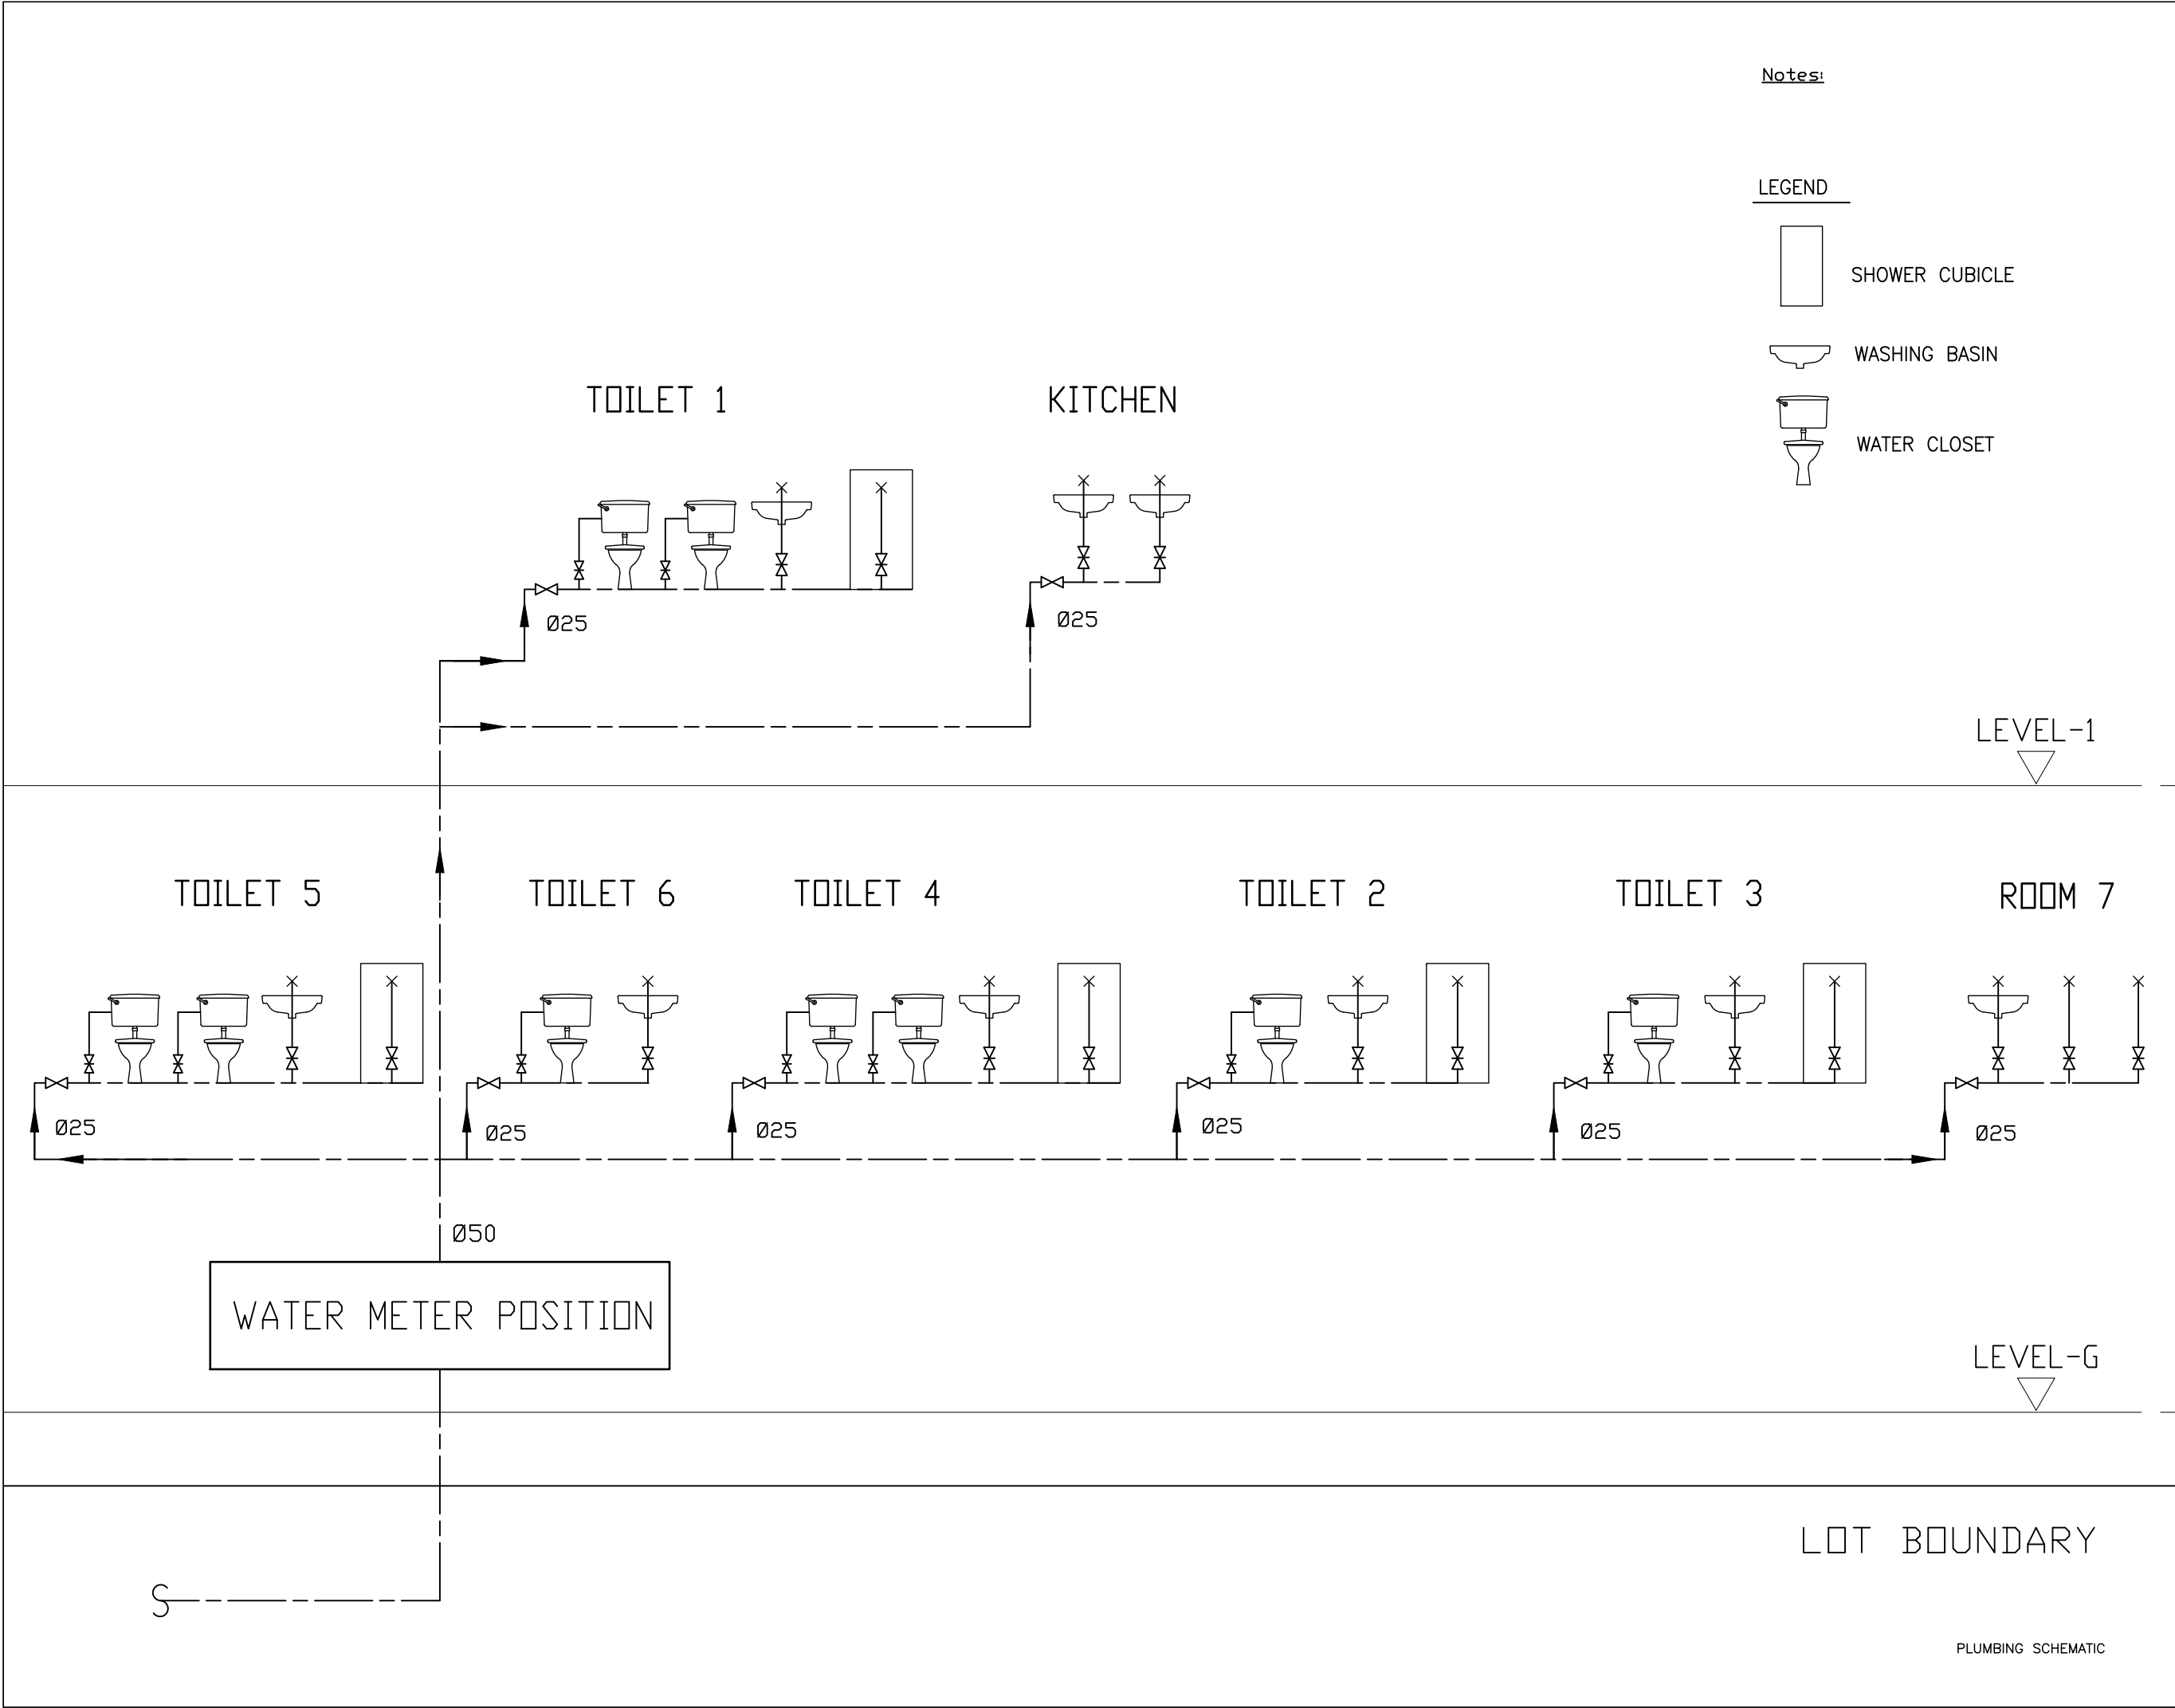 Notes:
LEGEND
SHOWER CUBICLE
WASHING BASIN
WATER CLOSET
TOILET 1
KITCHEN
Ø25
Ø25
LEVEL-1
TOILET 5
TOILET 6
TOILET 4
TOILET 2
TOILET 3
ROOM 7
Ø25
Ø25
Ø25
Ø25
Ø25
Ø25
Ø50
WATER METER POSITION
LEVEL-G
LOT BOUNDARY
PLUMBING SCHEMATIC